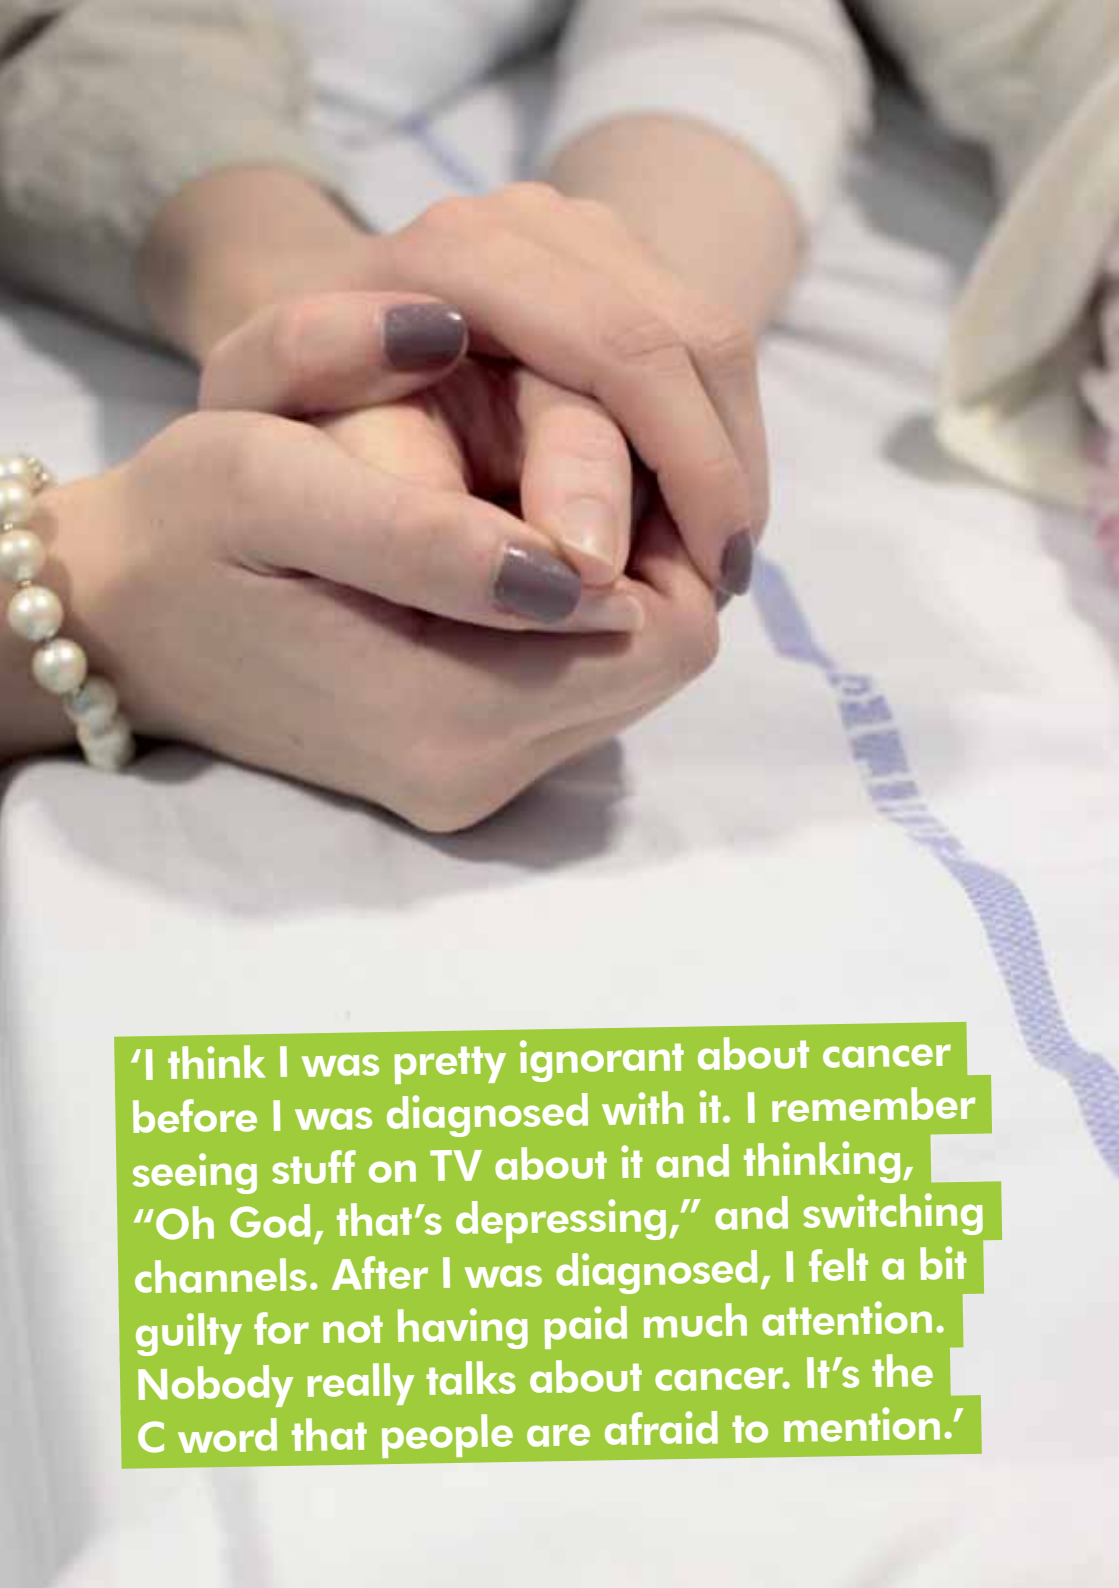 ‘I think I was pretty ignorant about cancer
before I was diagnosed with it. I remember
seeing stuff on TV about it and thinking,
“Oh God, that’s depressing,” and switching
channels. After I was diagnosed, I felt a bit
guilty for not having paid much attention.
Nobody really talks about cancer. It’s the
C word that people are afraid to mention.’